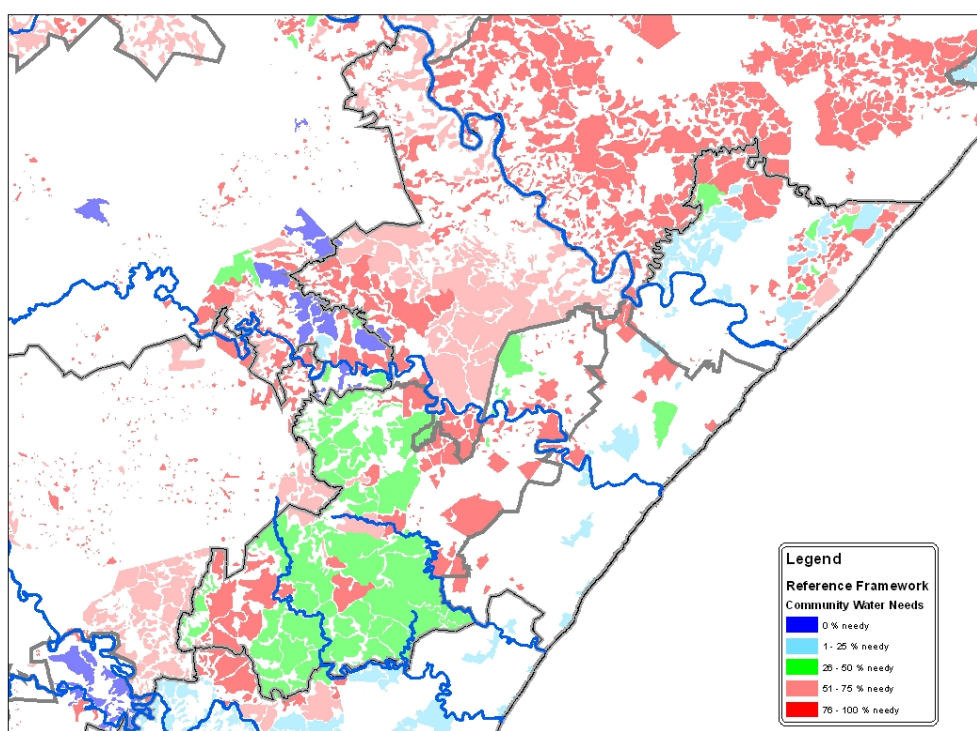 Legend
Reference Framework
Community Water Needs
0 % needy
1 - 25 % needy
26 - 50 % needy
51 - 75 % needy
76 - 100 % needy